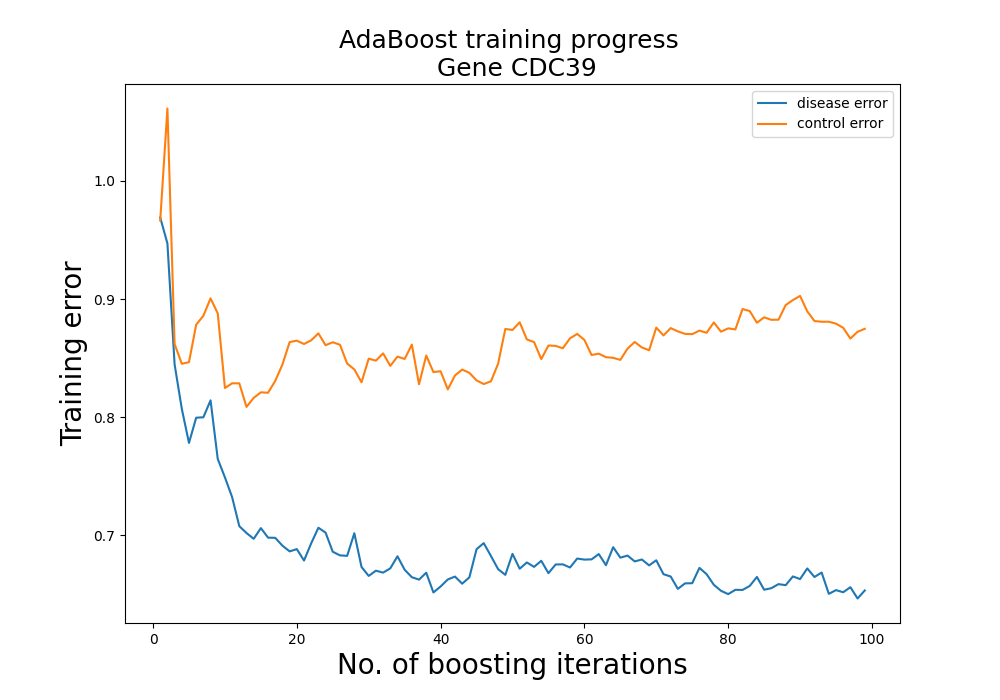 AdaBoost training progress
Gene CDC39
disease error
control error
Training error
1.0
0.9
0.8
0.7
0
20
40
60
80
100
No. of boosting iterations